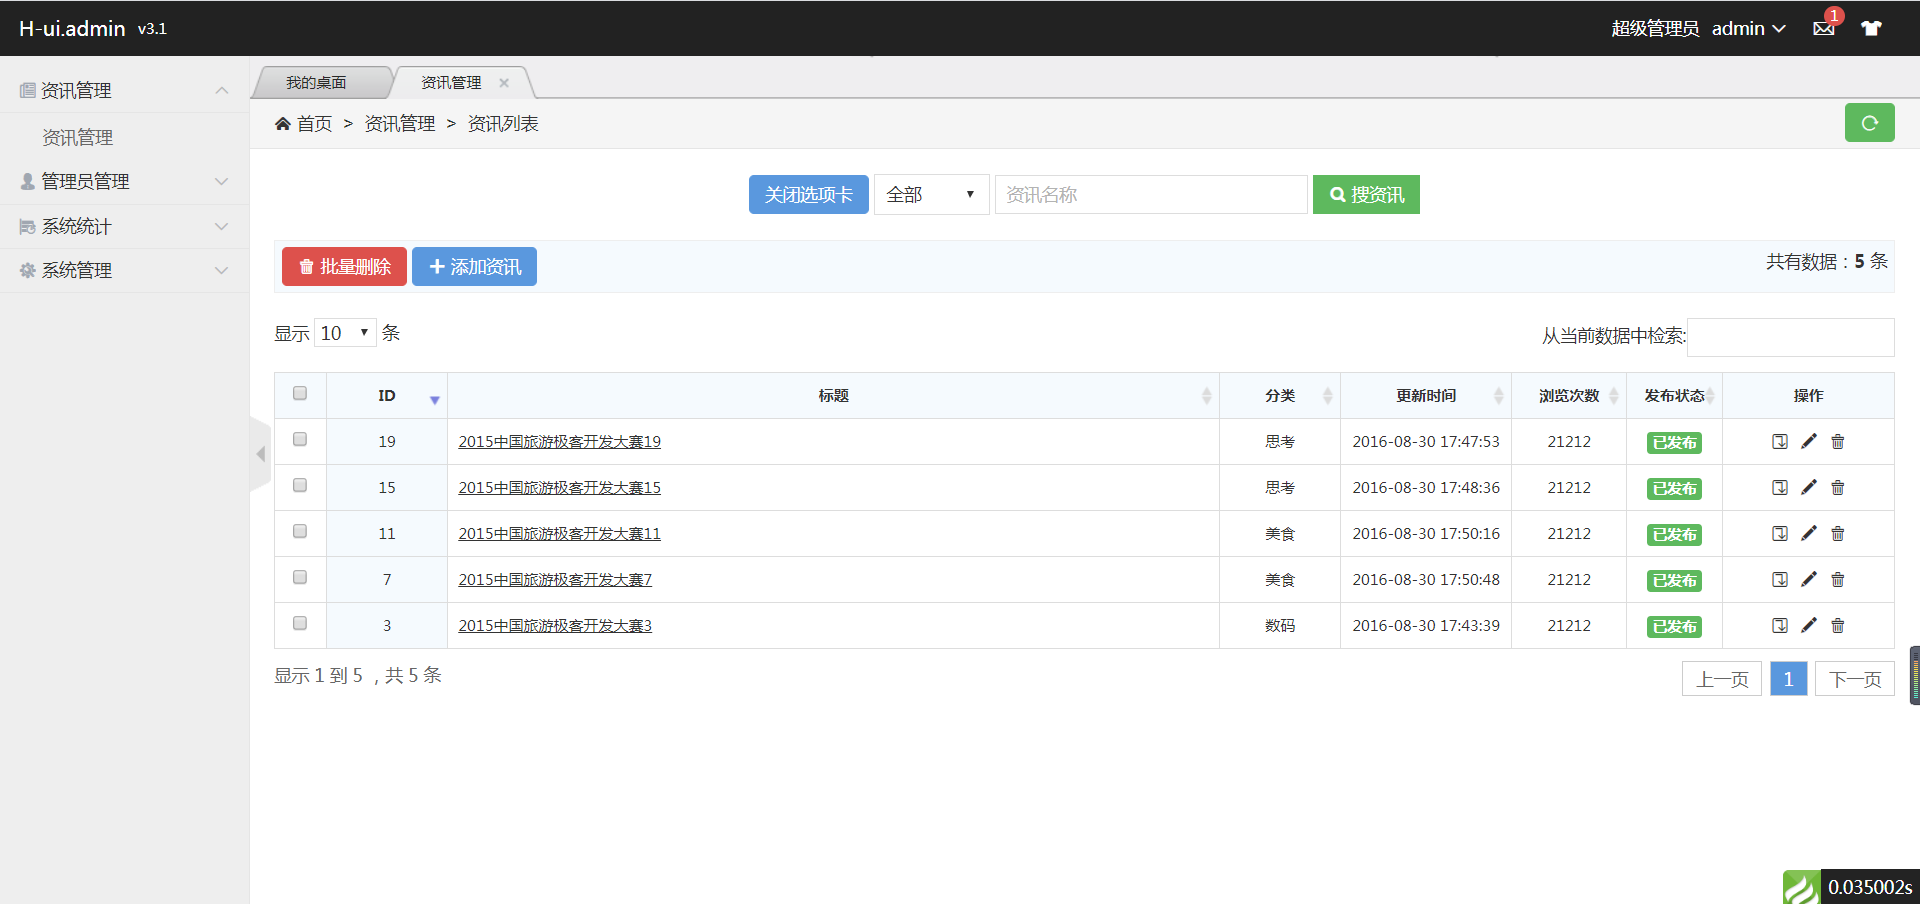 H-ui.admin v3.1
超级管理员 admin
1
资讯管理
资讯管理
管理员管理
系统统计
系统管理
我的桌面
资讯管理
首页 > 资讯管理 > 资讯列表
关闭选项卡 全部 资讯名称 搜资讯
批量删除 添加资讯 共有数据：5 条
显示 10 条 从当前数据中检索:
ID 标题 分类 更新时间 浏览次数 发布状态 操作
19 2015中国旅游极客开发大赛19 思考 2016-08-30 17:47:53 21212 已发布
15 2015中国旅游极客开发大赛15 思考 2016-08-30 17:48:36 21212 已发布
11 2015中国旅游极客开发大赛11 美食 2016-08-30 17:50:16 21212 已发布
7 2015中国旅游极客开发大赛7 美食 2016-08-30 17:50:48 21212 已发布
3 2015中国旅游极客开发大赛3 数码 2016-08-30 17:43:39 21212 已发布
显示 1 到 5 ，共 5 条 上一页 1 下一页
0.035002s